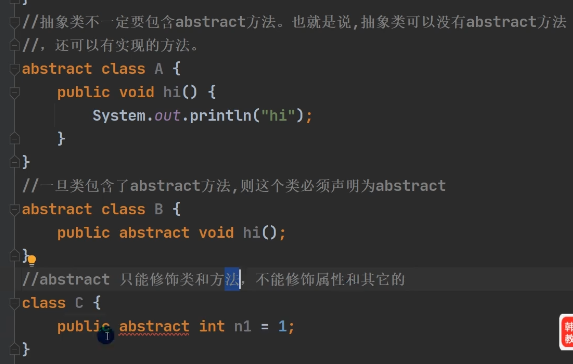 //抽象类不一定要包含abstract方法。也就是说,抽象类可以没有abstract方法
//，还可以有实现的方法。
abstract class A {
    public void hi() {
        System.out.println("hi");
    }
}
//一旦类包含了abstract方法,则这个类必须声明为abstract
abstract class B {
    public abstract void hi();
}
//abstract 只能修饰类和方法，不能修饰属性和其它的
class C {
    public abstract int n1 = 1;
}
韩
教